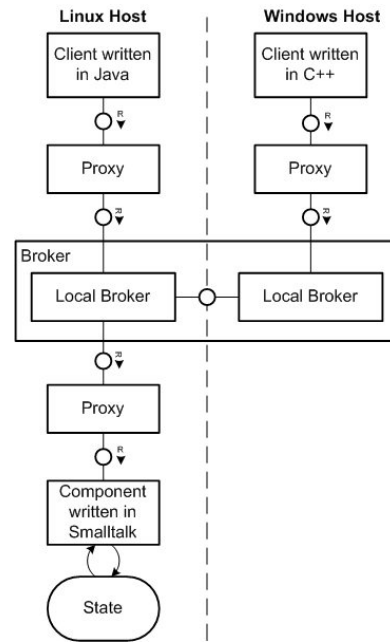 Linux Host
Windows Host
Client written
in Java
Client written
in C++
R
R
Proxy
Proxy
R
R
Broker
Local Broker
Local Broker
R
Proxy
R
Component
written in
Smalltalk
State